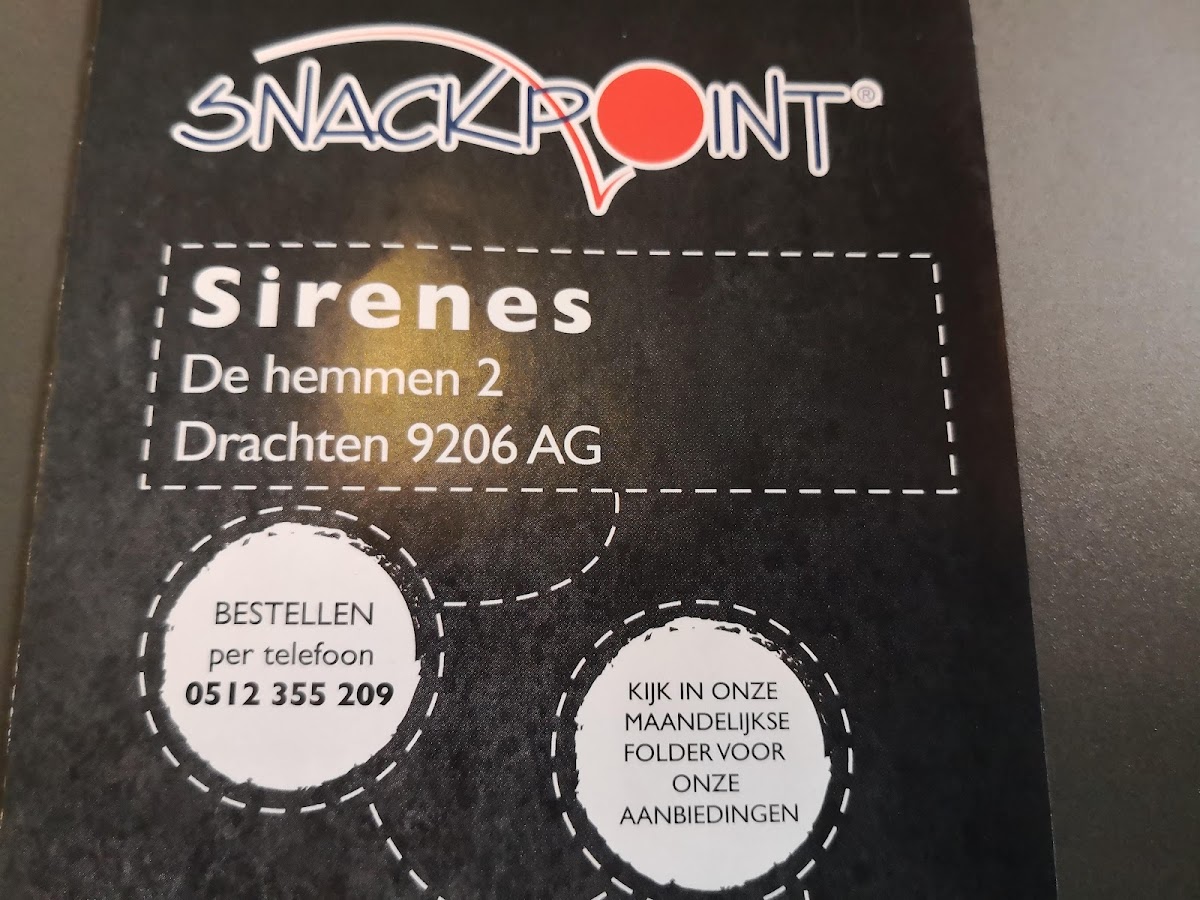 SNACKPOINT®
Sirenes
De hemmen 2
Drachten 9206 AG
BESTELLEN
per telefoon
0512 355 209
KIJK IN ONZE
MAANDELIJKSE
FOLDER VOOR
ONZE
AANBIEDINGEN